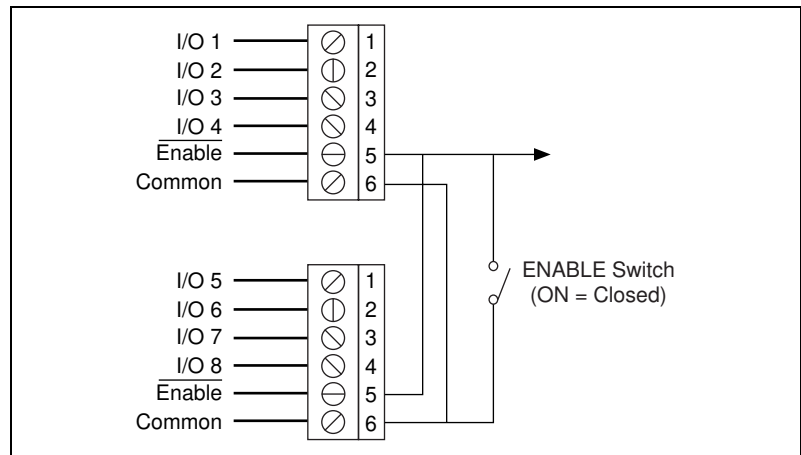 I/O 1 1
I/O 2 2
I/O 3 3
I/O 4 4
Enable 5
Common 6
ENABLE Switch
(ON = Closed)
I/O 5 1
I/O 6 2
I/O 7 3
I/O 8 4
Enable 5
Common 6